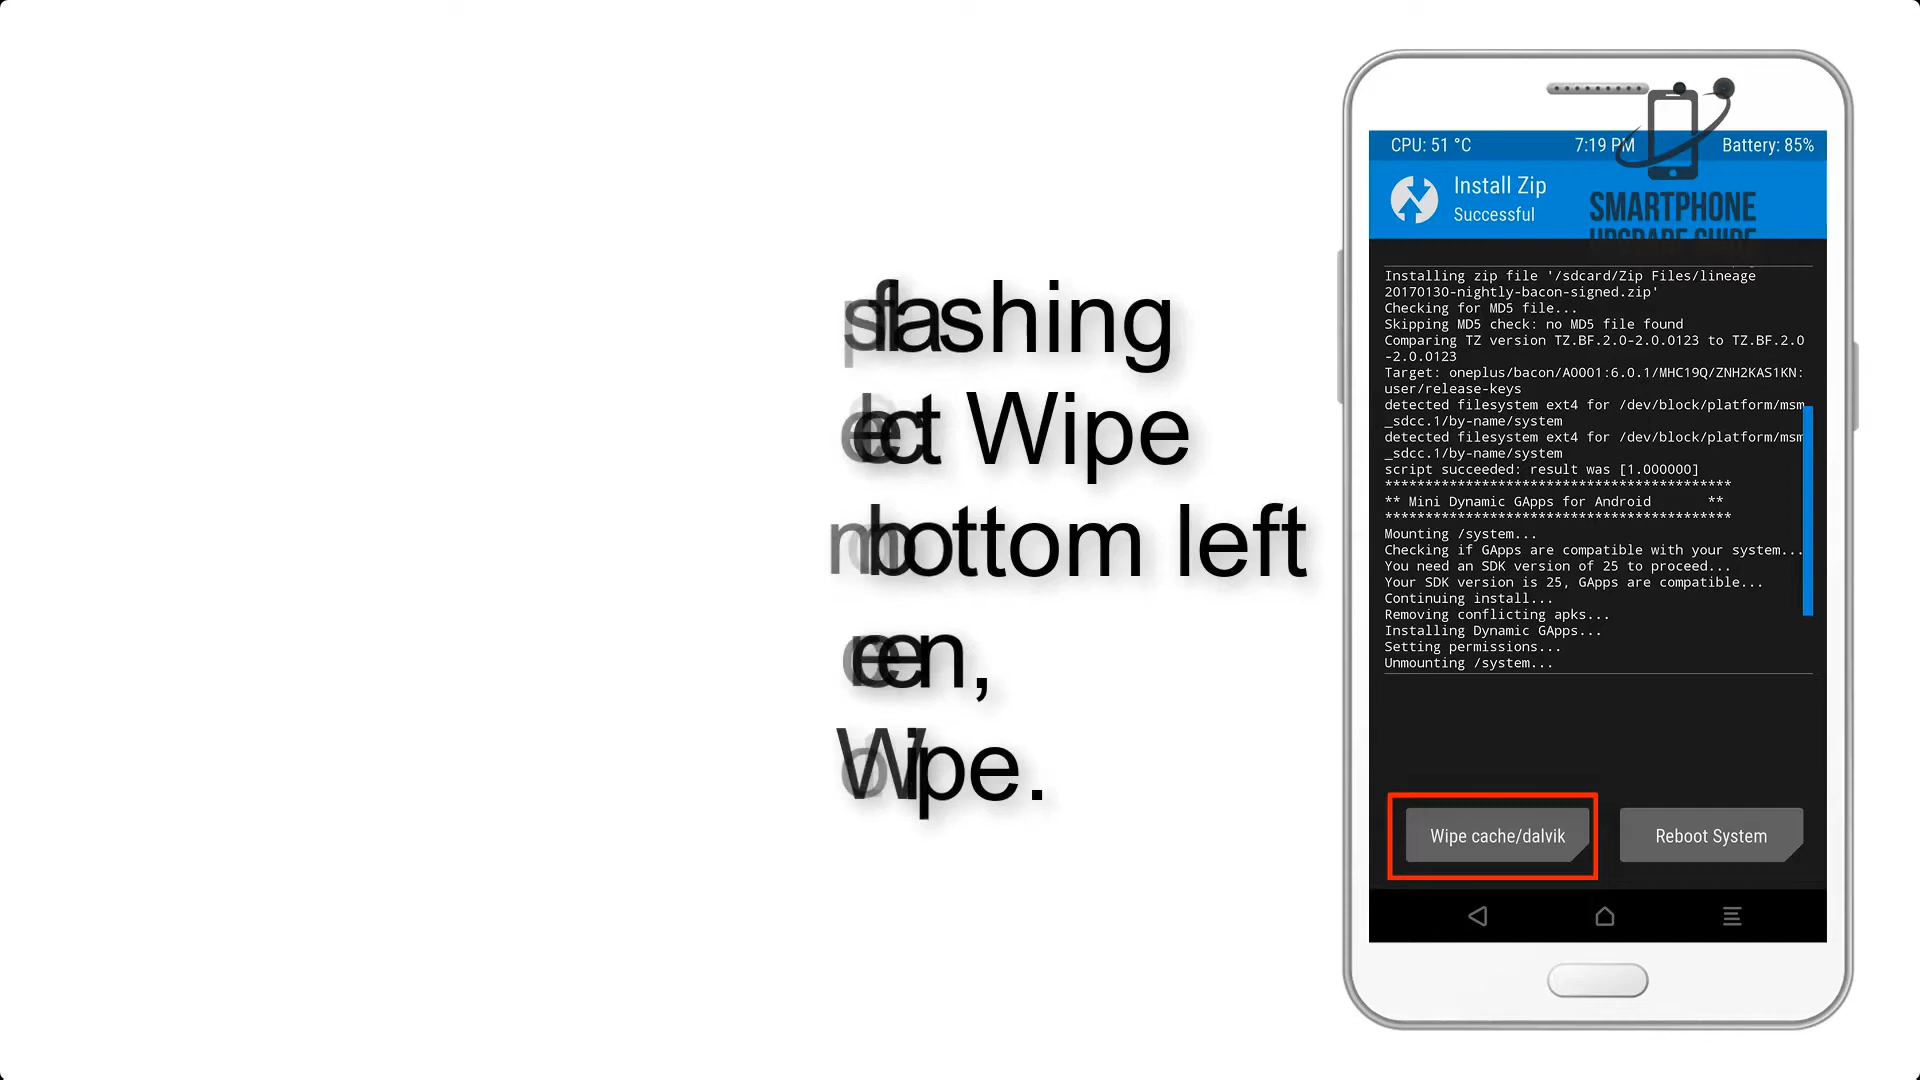 flashing
Wipe
bottom left
Wipe.
CPU: 51 °C 7:19 PM Battery: 85%
Install Zip
Successful
SMARTPHONE
UPGRADE GUIDE
Installing zip file '/sdcard/Zip Files/lineage
20170130-nightly-bacon-signed.zip'
Checking for MD5 file...
Skipping MD5 check: no MD5 file found
Comparing TZ version TZ.BF.2.0-2.0.0123 to TZ.BF.2.0
-2.0.0123
Target: oneplus/bacon/A0001:6.0.1/MHC19Q/ZNH2KAS1KN:
user/release-keys
detected filesystem ext4 for /dev/block/platform/msm
_sdcc.1/by-name/system
detected filesystem ext4 for /dev/block/platform/msm
_sdcc.1/by-name/system
script succeeded: result was [1.000000]
*******************************************
** Mini Dynamic GApps for Android **
*******************************************
Mounting /system...
Checking if GApps are compatible with your system...
You need an SDK version of 25 to proceed...
Your SDK version is 25, GApps are compatible...
Continuing install...
Removing conflicting apks...
Installing Dynamic GApps...
Setting permissions...
Unmounting /system...
Wipe cache/dalvik Reboot System